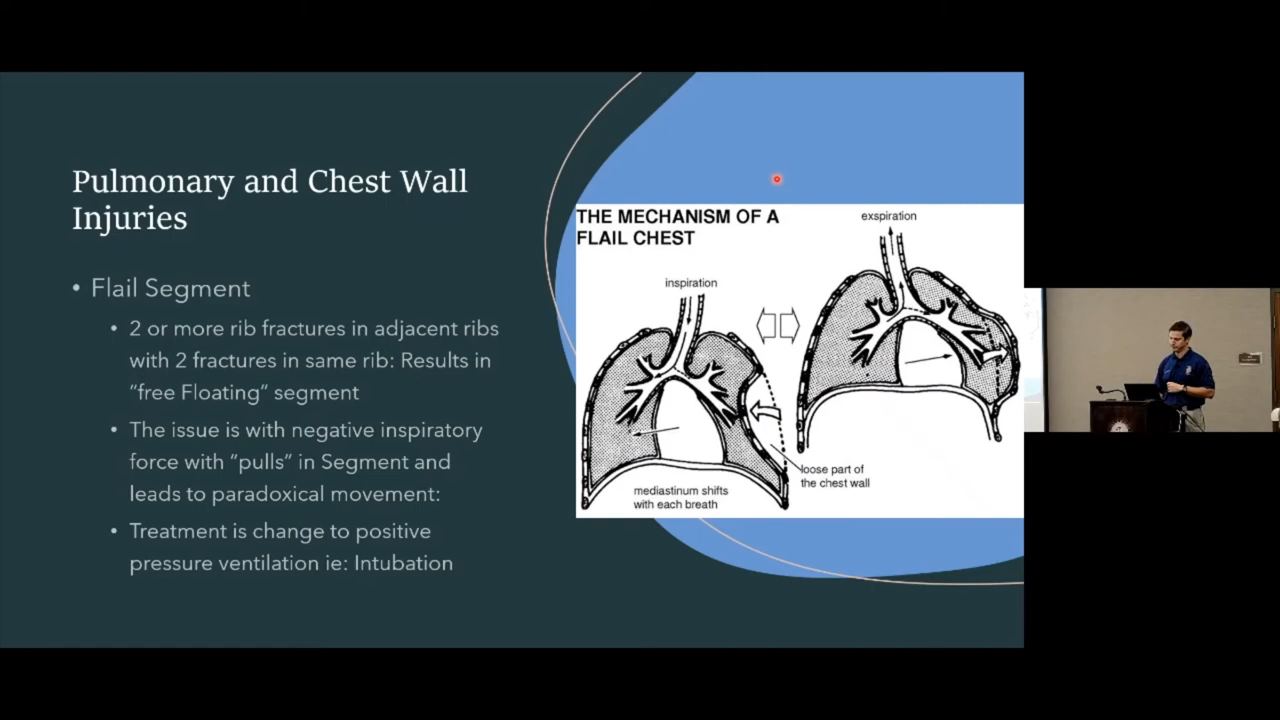 Pulmonary and Chest Wall
Injuries
• Flail Segment
• 2 or more rib fractures in adjacent ribs
with 2 fractures in same rib: Results in
“free Floating“ segment
• The issue is with negative inspiratory
force with “pulls” in Segment and
leads to paradoxical movement:
• Treatment is change to positive
pressure ventilation ie: Intubation
THE MECHANISM OF A
FLAIL CHEST
exspiration
inspiration
loose part of
the chest wall
mediastinum shifts
with each breath